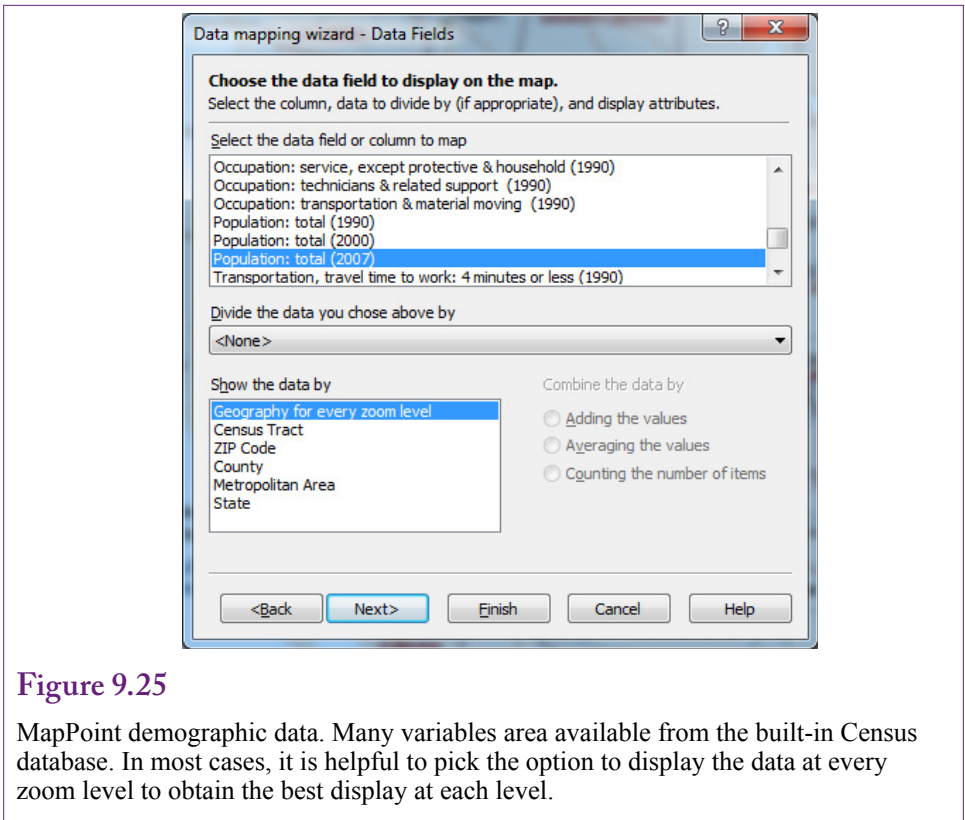 Data mapping wizard - Data Fields
?
X
Choose the data field to display on the map.
Select the column, data to divide by (if appropriate), and display attributes.
Select the data field or column to map
Occupation: service, except protective & household (1990)
Occupation: technicians & related support (1990)
Occupation: transportation & material moving (1990)
Population: total (1990)
Population: total (2000)
Population: total (2007)
Transportation, travel time to work: 4 minutes or less (1990)
Divide the data you chose above by
<None>
Show the data by
Geography for every zoom level
Census Tract
ZIP Code
County
Metropolitan Area
State
Combine the data by
Adding the values
Averaging the values
Counting the number of items
<Back
Next>
Finish
Cancel
Help
Figure 9.25
MapPoint demographic data. Many variables area available from the built-in Census
database. In most cases, it is helpful to pick the option to display the data at every
zoom level to obtain the best display at each level.